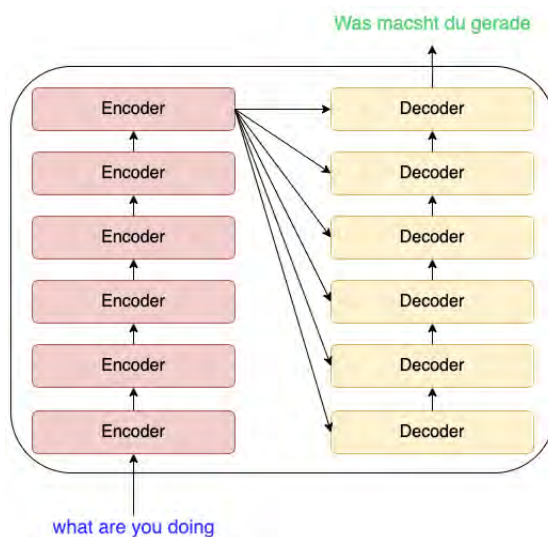 Was macsht du gerade
Encoder
Decoder
Encoder
Decoder
Encoder
Decoder
Encoder
Decoder
Encoder
Decoder
Encoder
Decoder
what are you doing